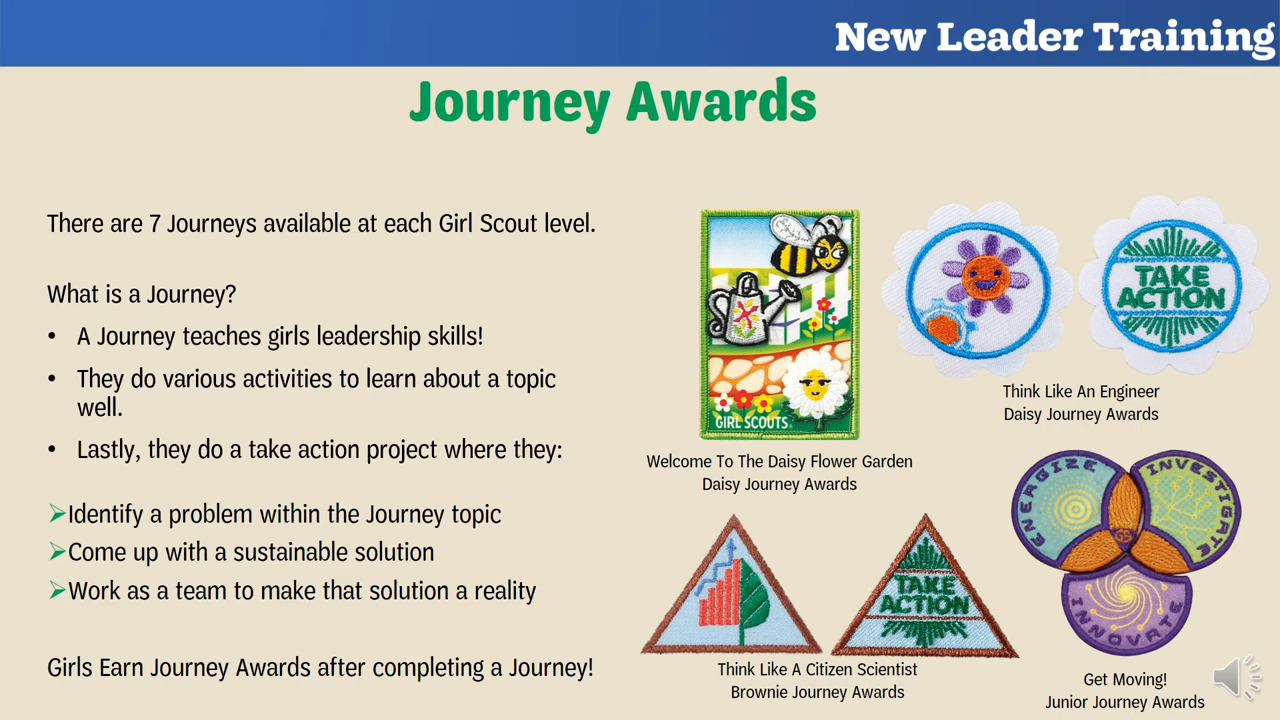 New Leader Training
Journey Awards
There are 7 Journeys available at each Girl Scout level.
What is a Journey?
• A Journey teaches girls leadership skills!
• They do various activities to learn about a topic
well.
• Lastly, they do a take action project where they:
➢Identify a problem within the Journey topic
➢Come up with a sustainable solution
➢Work as a team to make that solution a reality
Girls Earn Journey Awards after completing a Journey!
GIRL SCOUTS
Welcome To The Daisy Flower Garden
Daisy Journey Awards
TAKE
ACTION
Think Like An Engineer
Daisy Journey Awards
TAKE
ACTION
Think Like A Citizen Scientist
Brownie Journey Awards
ENERGIZE
INVESTIGATE
INNOVATE
Get Moving!
Junior Journey Awards